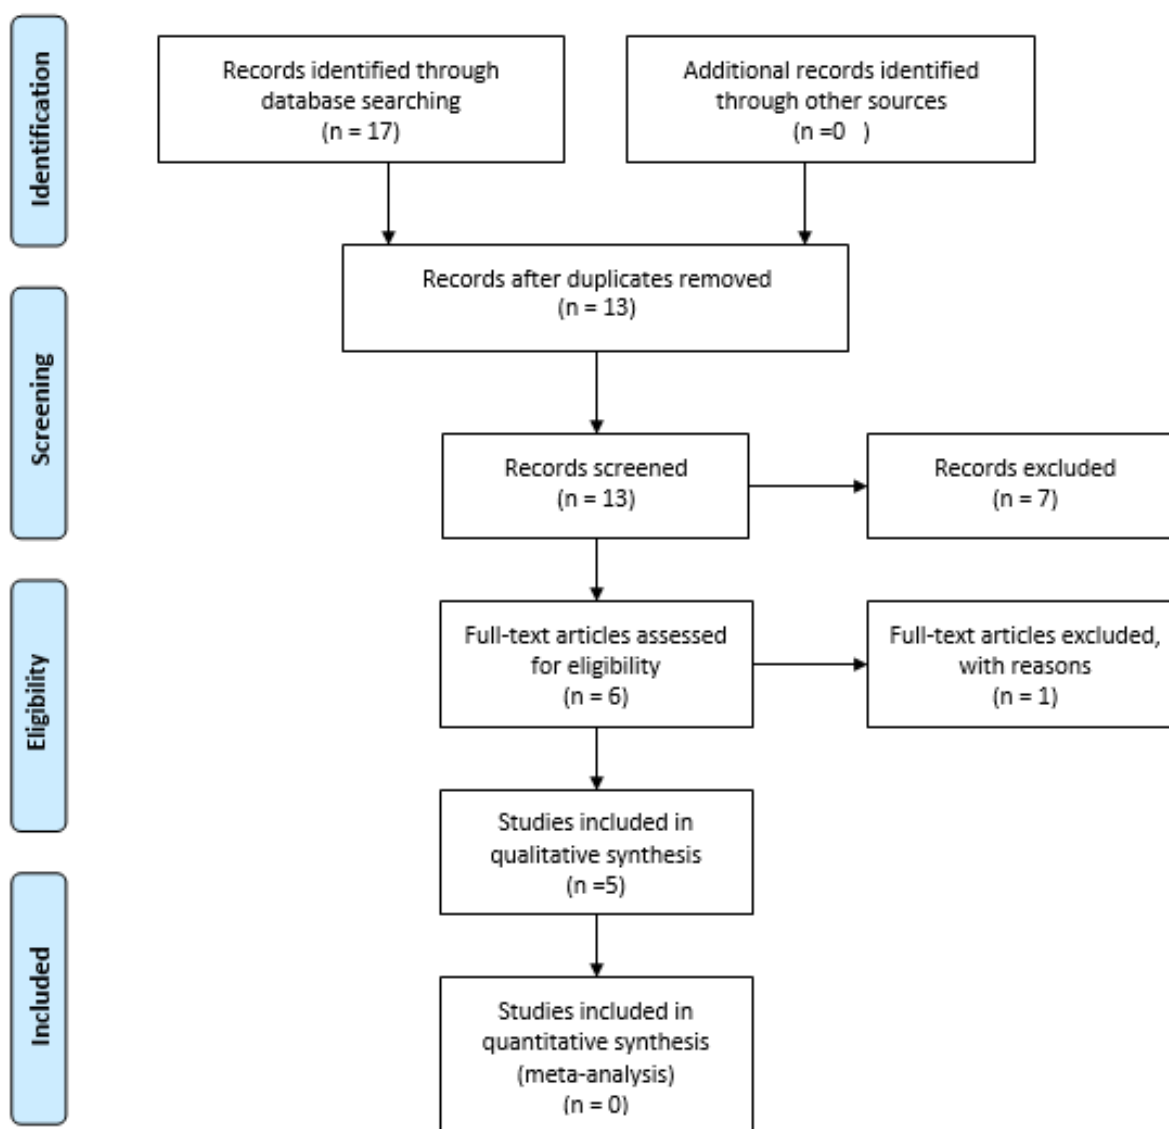 Identification
Records identified through
database searching
(n = 17)
Additional records identified
through other sources
(n =0   )
Records after duplicates removed
(n = 13)
Screening
Records screened
(n = 13)
Records excluded
(n = 7)
Eligibility
Full-text articles assessed
for eligibility
(n = 6)
Full-text articles excluded,
with reasons
(n = 1)
Studies included in
qualitative synthesis
(n =5)
Included
Studies included in
quantitative synthesis
(meta-analysis)
(n = 0)